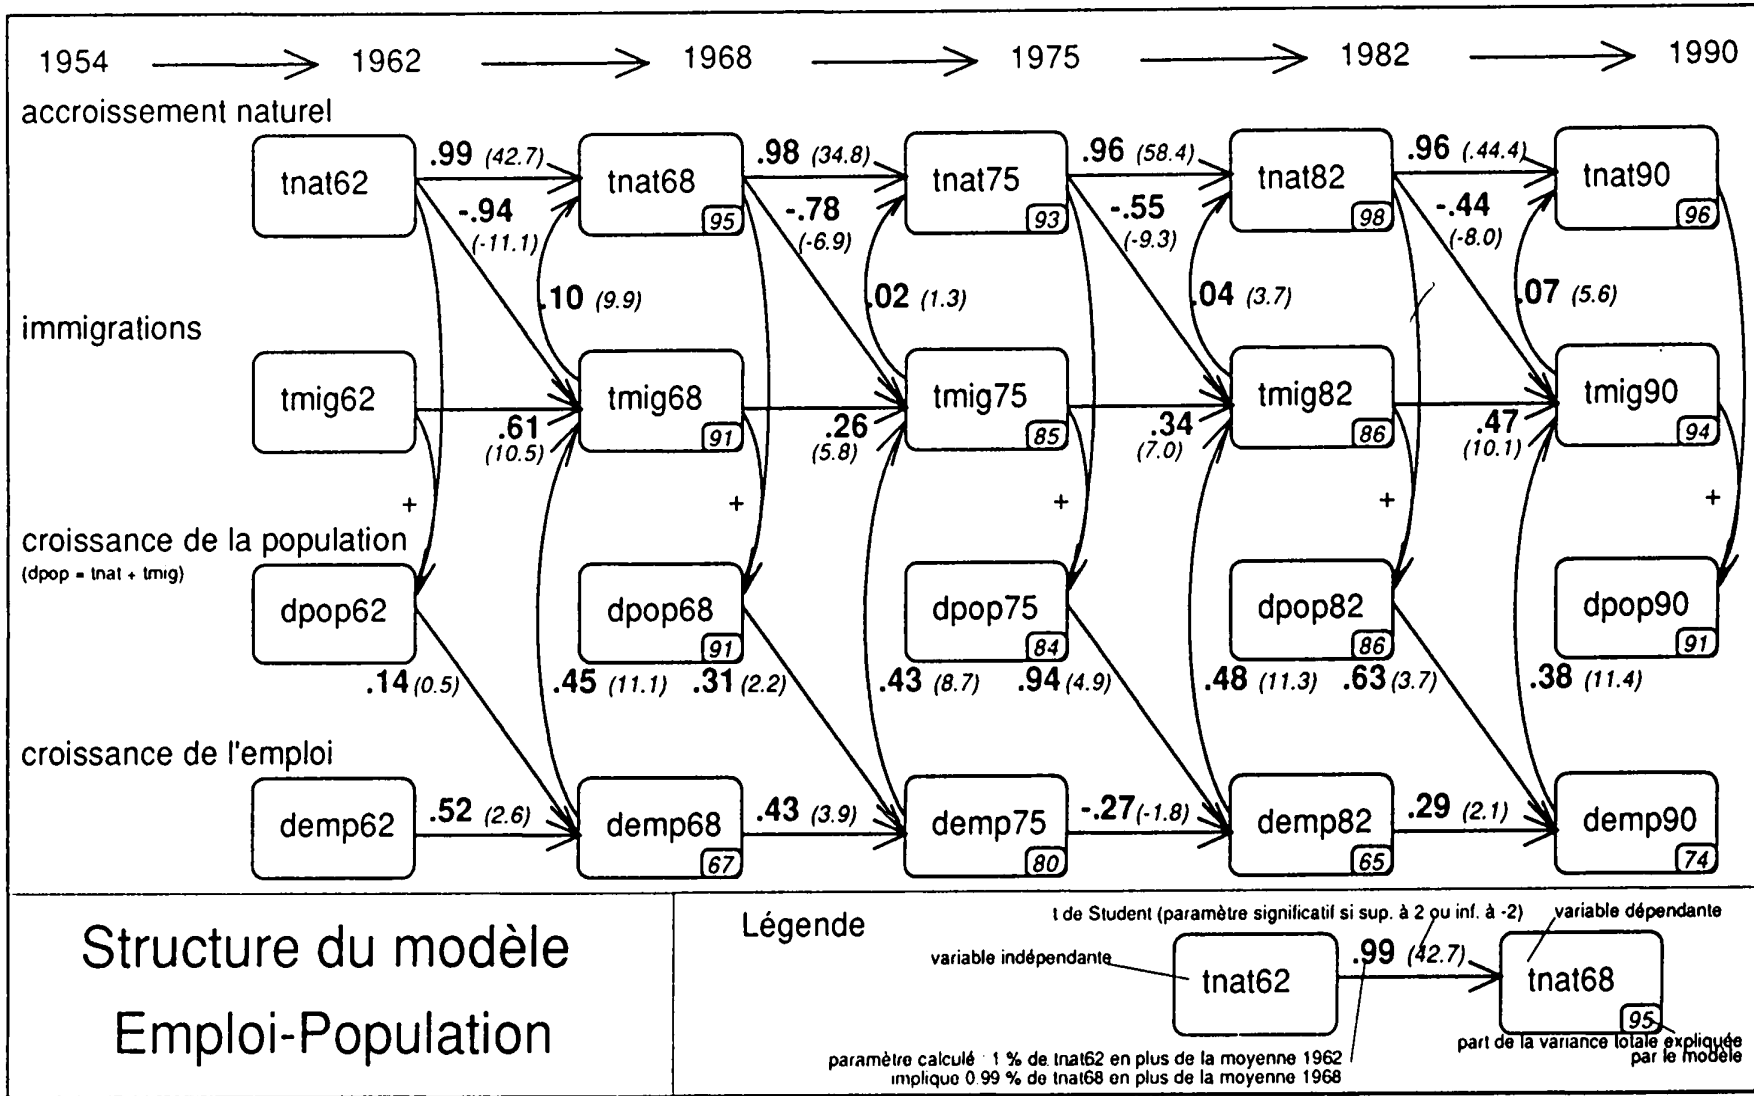 1954 1962 1968 1975 1982 1990
accroissement naturel
tnat62 .99 (42.7) tnat68 .98 (34.8) tnat75 .96 (58.4) tnat82 .96 (.44.4) tnat90
95 93 98 96
-.94 -.78 -.55 -.44
(-11.1) (-6.9) (-9.3) (-8.0)
.10 (9.9) .02 (1.3) .04 (3.7) .07 (5.6)
immigrations
tmig62 tmig68 tmig75 tmig82 tmig90
91 85 86 94
.61 .26 .34 .47
(10.5) (5.8) (7.0) (10.1)
+ + + + +
croissance de la population
(dpop = tnat + tmig)
dpop62 dpop68 dpop75 dpop82 dpop90
91 84 86 91
.14 (0.5) .45 (11.1) .31 (2.2) .43 (8.7) .94 (4.9) .48 (11.3) .63 (3.7) .38 (11.4)
croissance de l'emploi
demp62 .52 (2.6) demp68 .43 (3.9) demp75 -.27 (-1.8) demp82 .29 (2.1) demp90
67 80 65 74
Structure du modèle
Emploi-Population
Légende
t de Student (paramètre significatif si sup. à 2 ou inf. à -2)
variable dépendante
variable indépendante
tnat62 .99 (42.7) tnat68
95
part de la variance totale expliquée
par le modèle
paramètre calculé : 1 % de tnat62 en plus de la moyenne 1962
implique 0.99 % de tnat68 en plus de la moyenne 1968